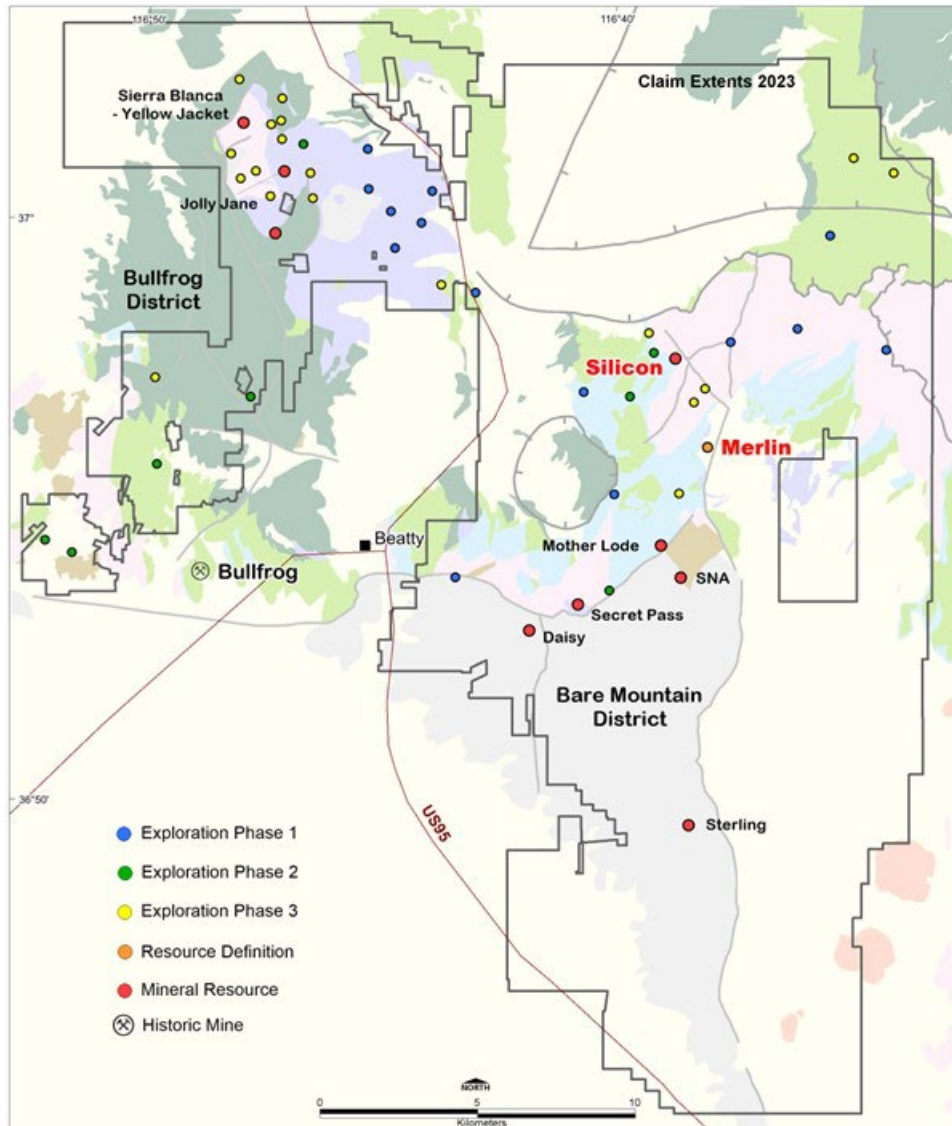 116°50'
116°40'
Claim Extents 2023
Sierra Blanca
- Yellow Jacket
Jolly Jane
37°
Bullfrog
District
Silicon
Merlin
Beatty
Mother Lode
Bullfrog
SNA
Secret Pass
Daisy
Bare Mountain
District
36°50'
US95
Sterling
Exploration Phase 1
Exploration Phase 2
Exploration Phase 3
Resource Definition
Mineral Resource
Historic Mine
NORTH
0 5 10
Kilometers